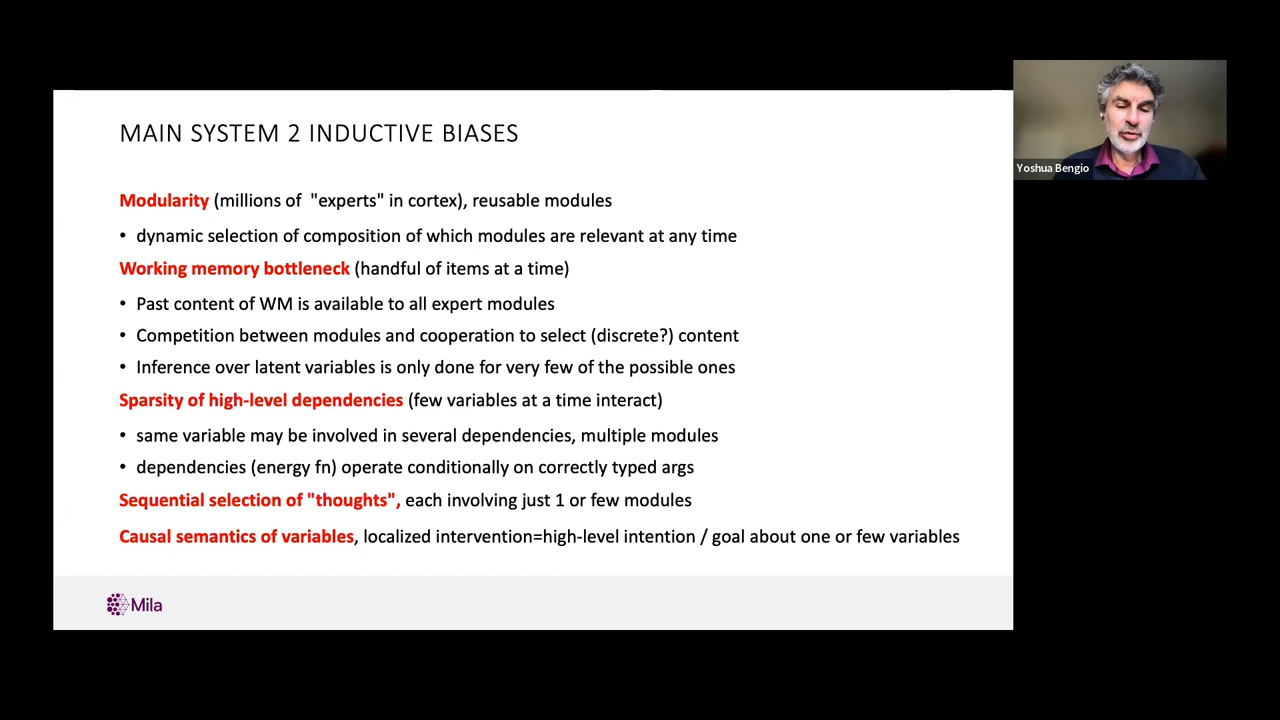 MAIN SYSTEM 2 INDUCTIVE BIASES
Modularity (millions of "experts" in cortex), reusable modules
• dynamic selection of composition of which modules are relevant at any time
Working memory bottleneck (handful of items at a time)
• Past content of WM is available to all expert modules
• Competition between modules and cooperation to select (discrete?) content
• Inference over latent variables is only done for very few of the possible ones
Sparsity of high-level dependencies (few variables at a time interact)
• same variable may be involved in several dependencies, multiple modules
• dependencies (energy fn) operate conditionally on correctly typed args
Sequential selection of "thoughts", each involving just 1 or few modules
Causal semantics of variables, localized intervention=high-level intention / goal about one or few variables
Mila
Yoshua Bengio